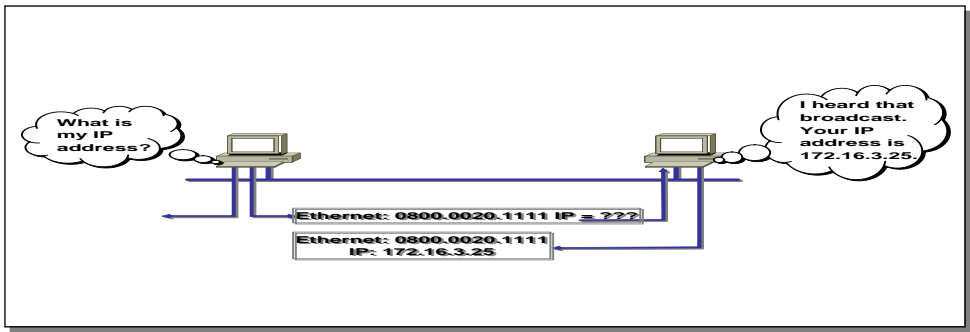 What is
my IP
address?
I heard that
broadcast.
Your IP
address is
172.16.3.25.
Ethernet: 0800.0020.1111 IP = ???
Ethernet: 0800.0020.1111
IP: 172.16.3.25